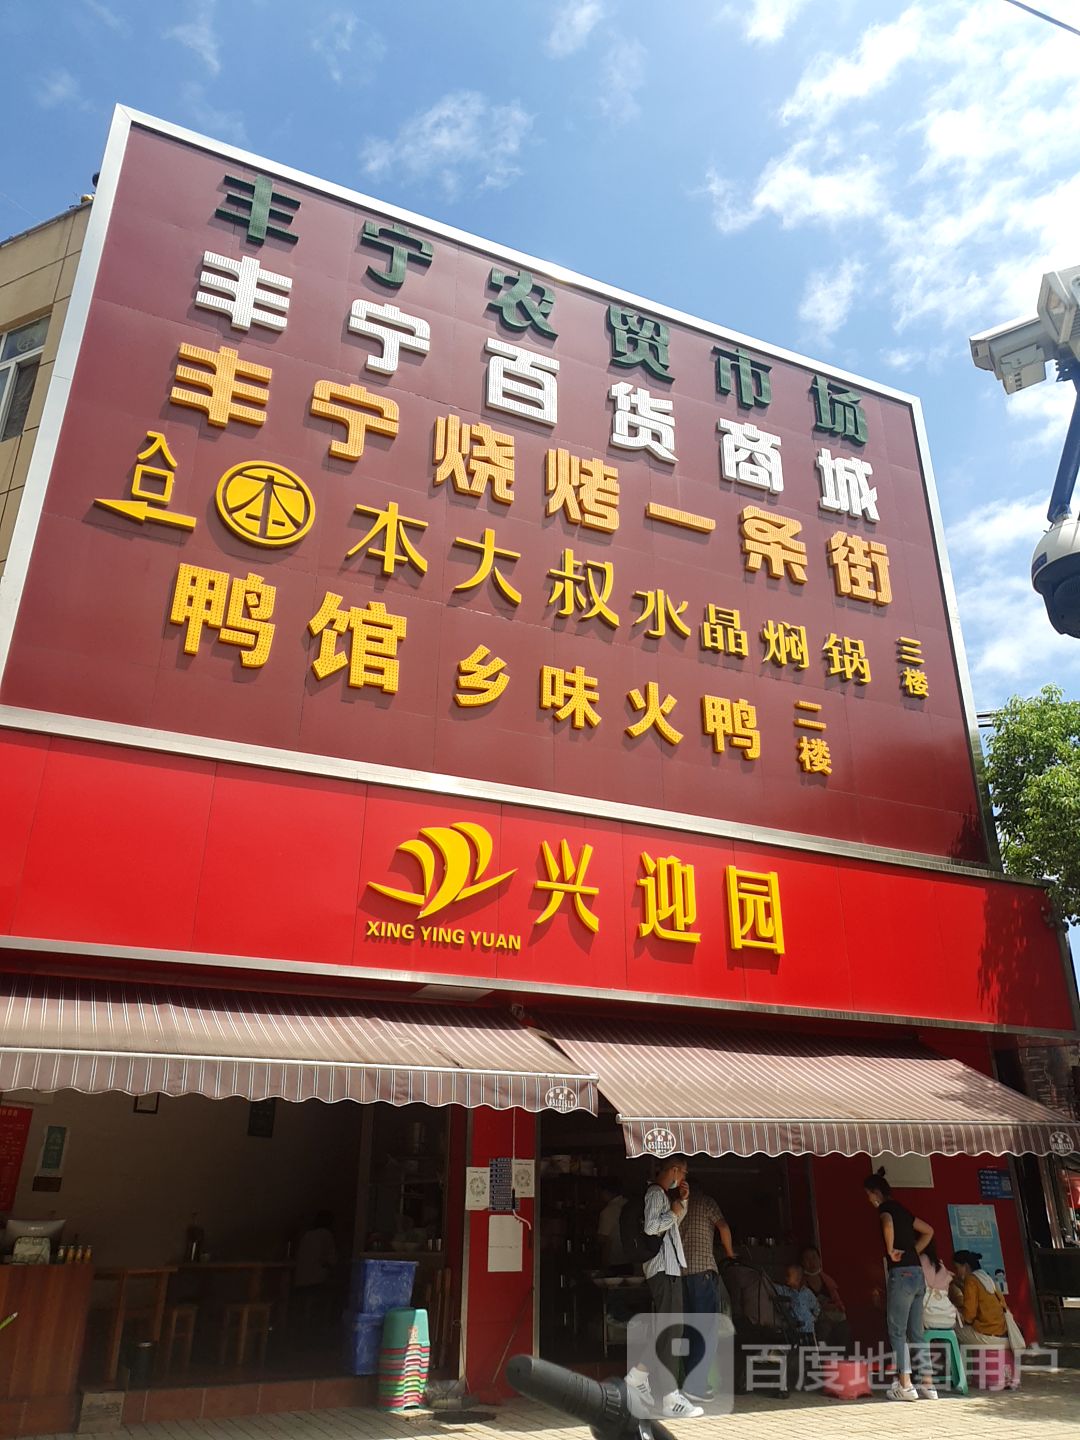 丰宁农贸市场
丰宁百货商城
丰宁烧烤一条街
入口 本 本大叔水晶焖锅 三楼
鸭馆 乡味火鸭 二楼
兴迎园
XING YING YUAN
百度地图用户